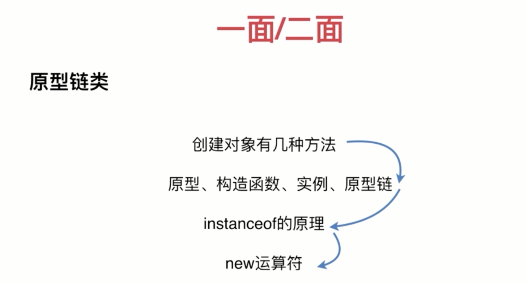 一面/二面
原型链类
创建对象有几种方法
原型、构造函数、实例、原型链
instanceof的原理
new运算符